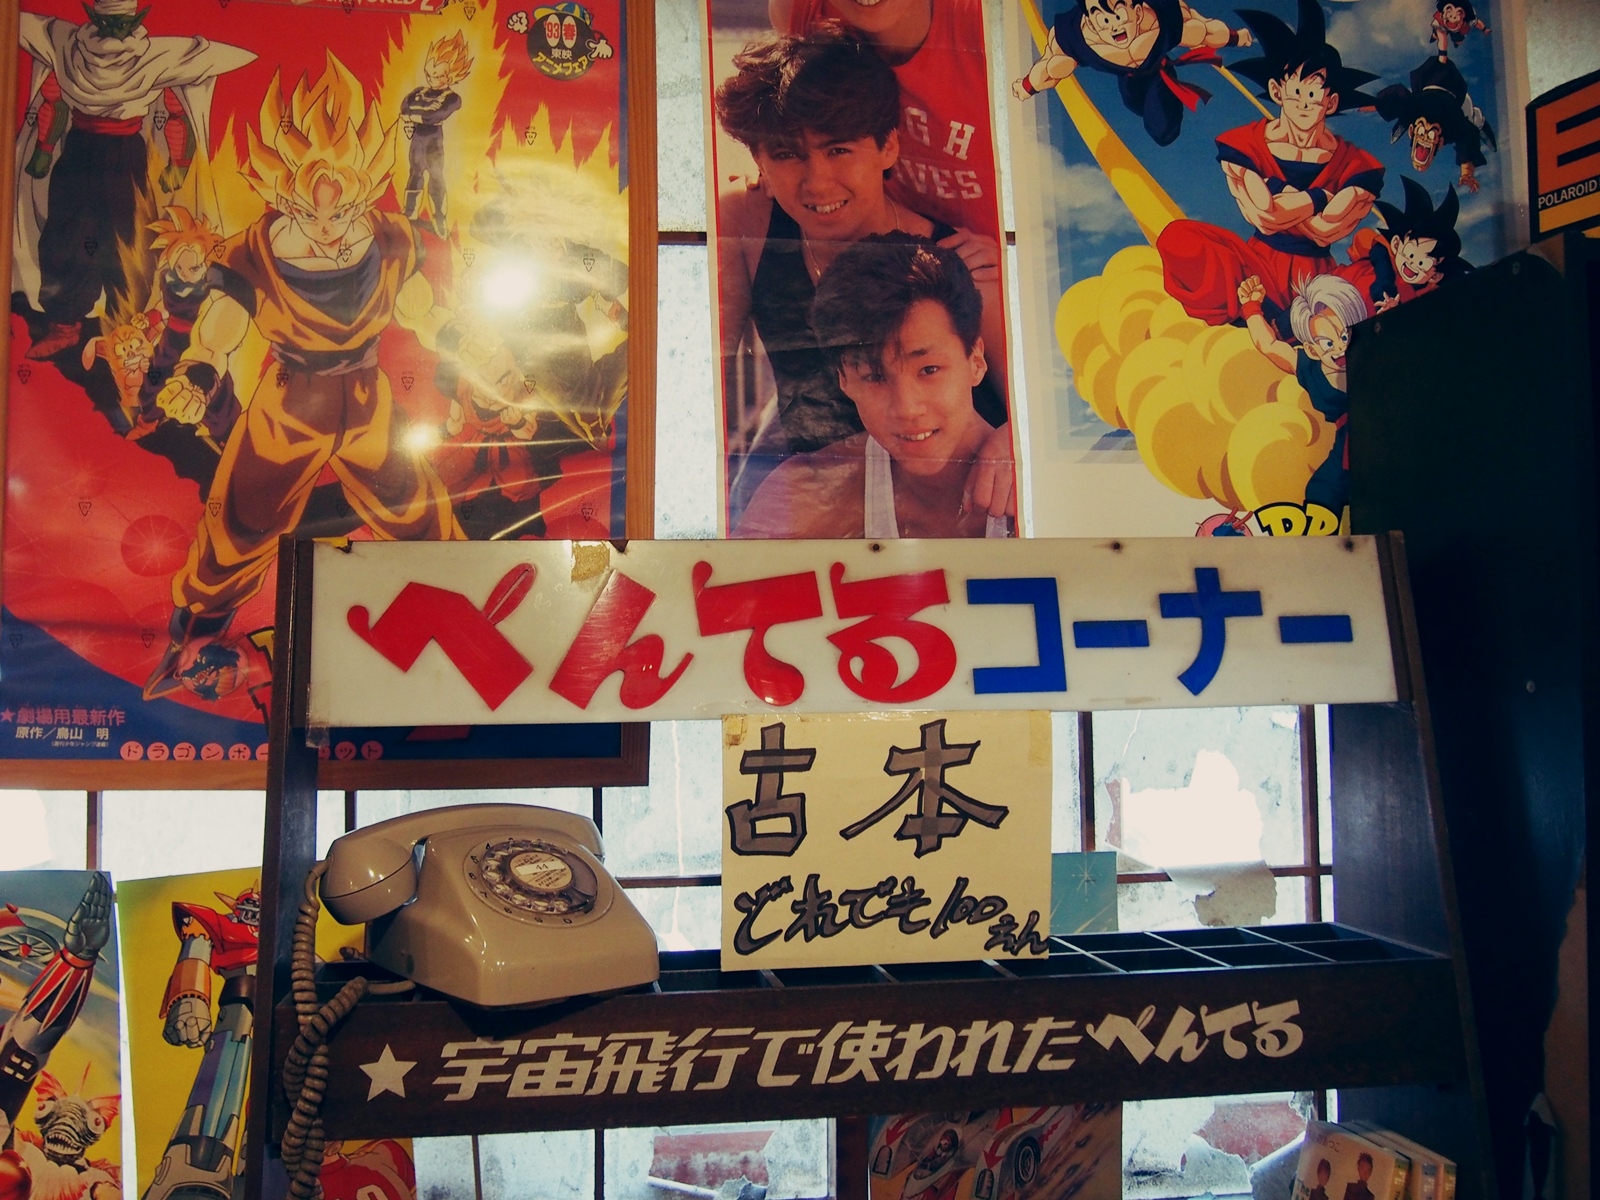 '93春
東映
アニメフェア
GH
VES
POLAROID
★劇場用最新作
原作/鳥山 明
ぺんてるコーナー
古本
どれでも100
えん
★宇宙飛行で使われたぺんてる